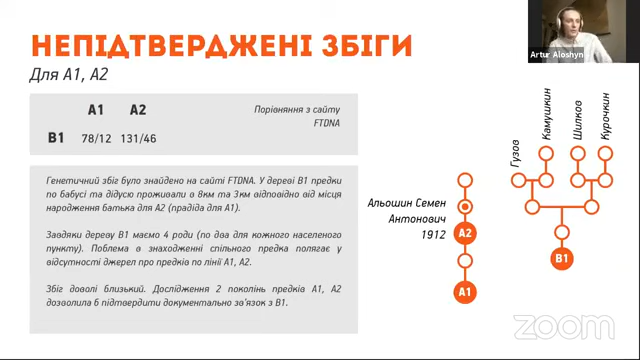 НЕПІДТВЕРДЖЕНІ ЗБІГИ
Для А1, А2
А1 А2
В1 78/12 131/46
Порівняння з сайту
FTDNA
Генетичний збіг було знайдено на сайті FTDNA. У дереві В1 предки
по бабусі та дідусю проживали в 8км та 3км відповідно від місця
народження батька для А2 (прадіда для А1).
Завдяки дереву В1 маємо 4 роди (по два для кожного населеного
пункту). Поблема в знаходженні спільного предка полягає у
відсутності джерел про предків по лінії А1, А2.
Збіг доволі близький. Дослідження 2 поколінь предків А1, А2
дозволила б підтвердити документально зв'язок з В1.
Альошин Семен
Антонович
1912
А2
А1
Гузов
Камушкин
Шилков
Курочкин
В1
Artur Aloshyn
zoom